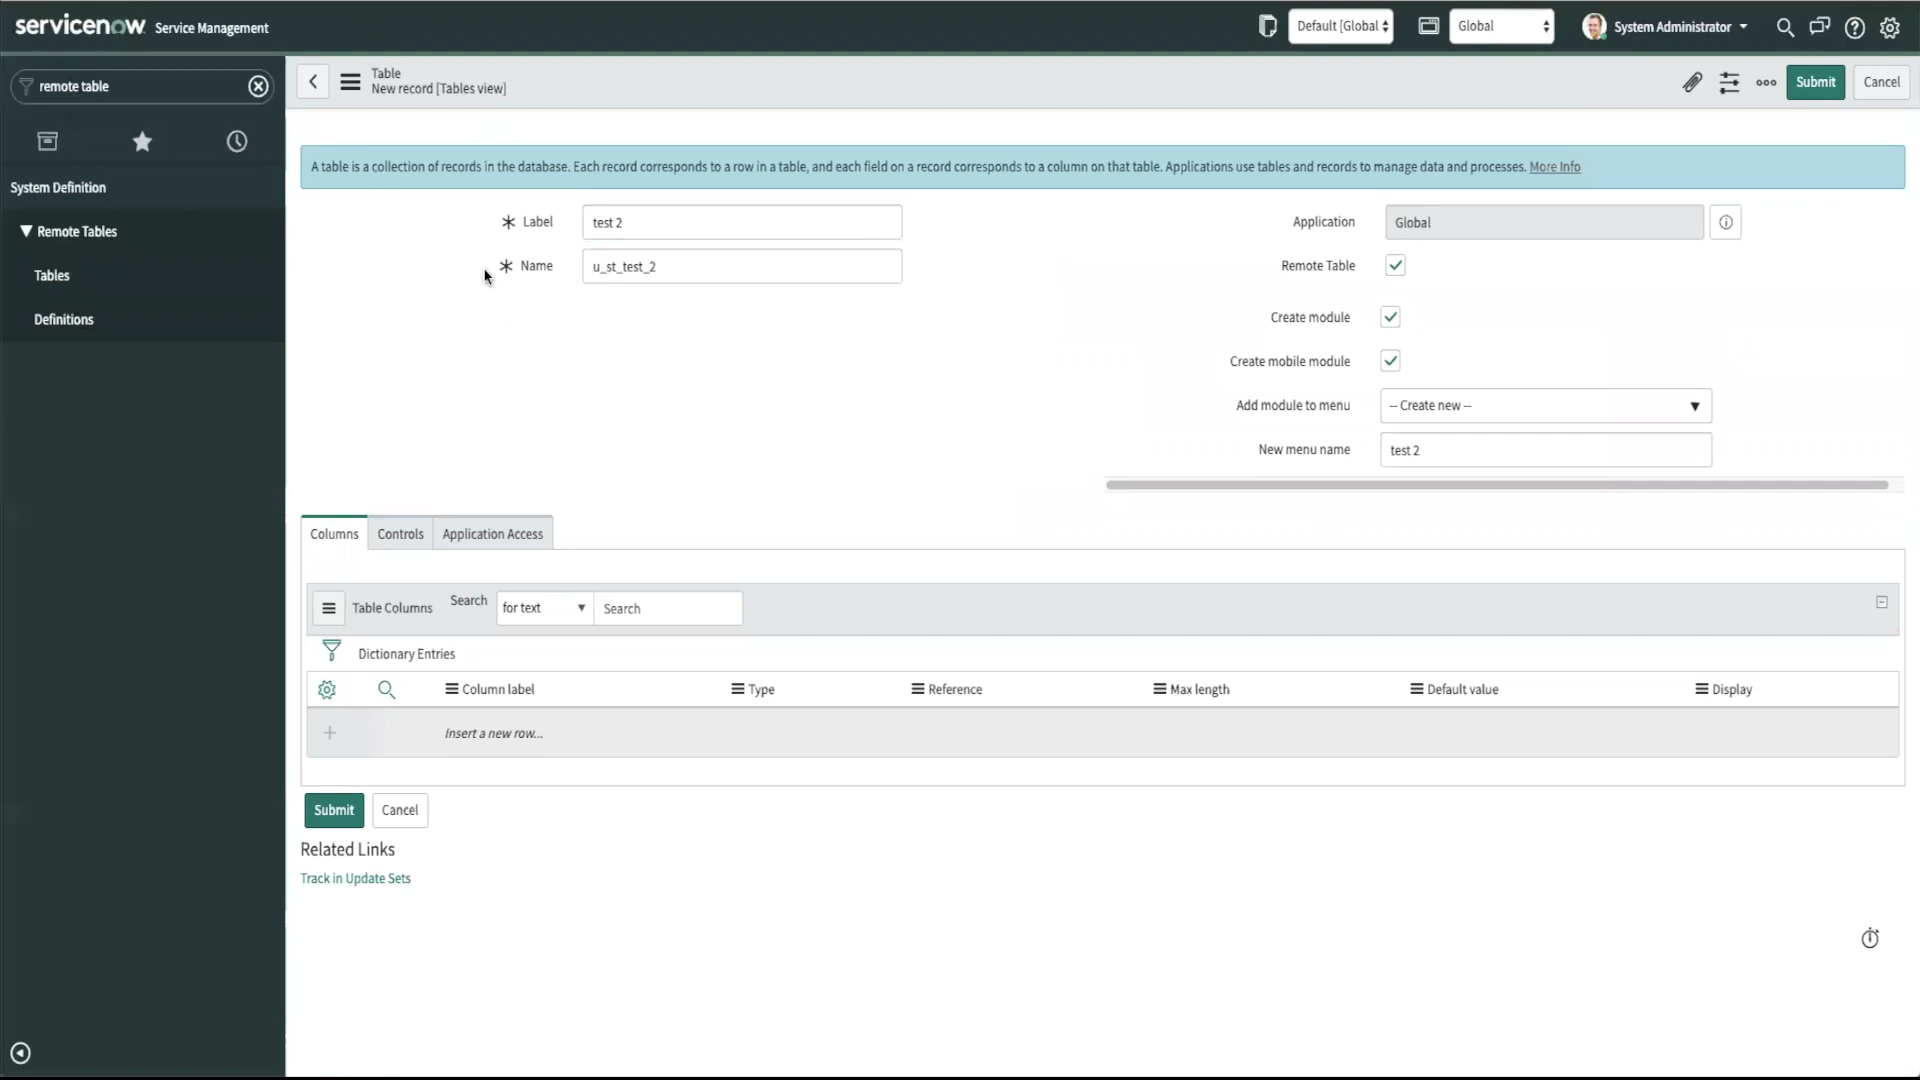 servicenow Service Management
Default [Global
Global
System Administrator
remote table
Table
New record [Tables view]
Submit
Cancel
System Definition
Remote Tables
Tables
Definitions
A table is a collection of records in the database. Each record corresponds to a row in a table, and each field on a record corresponds to a column on that table. Applications use tables and records to manage data and processes. More Info
Label
test 2
Application
Global
Name
u_st_test_2
Remote Table
Create module
Create mobile module
Add module to menu
-- Create new --
New menu name
test 2
Columns
Controls
Application Access
Table Columns
Search
for text
Search
Dictionary Entries
Column label
Type
Reference
Max length
Default value
Display
Insert a new row...
Submit
Cancel
Related Links
Track in Update Sets